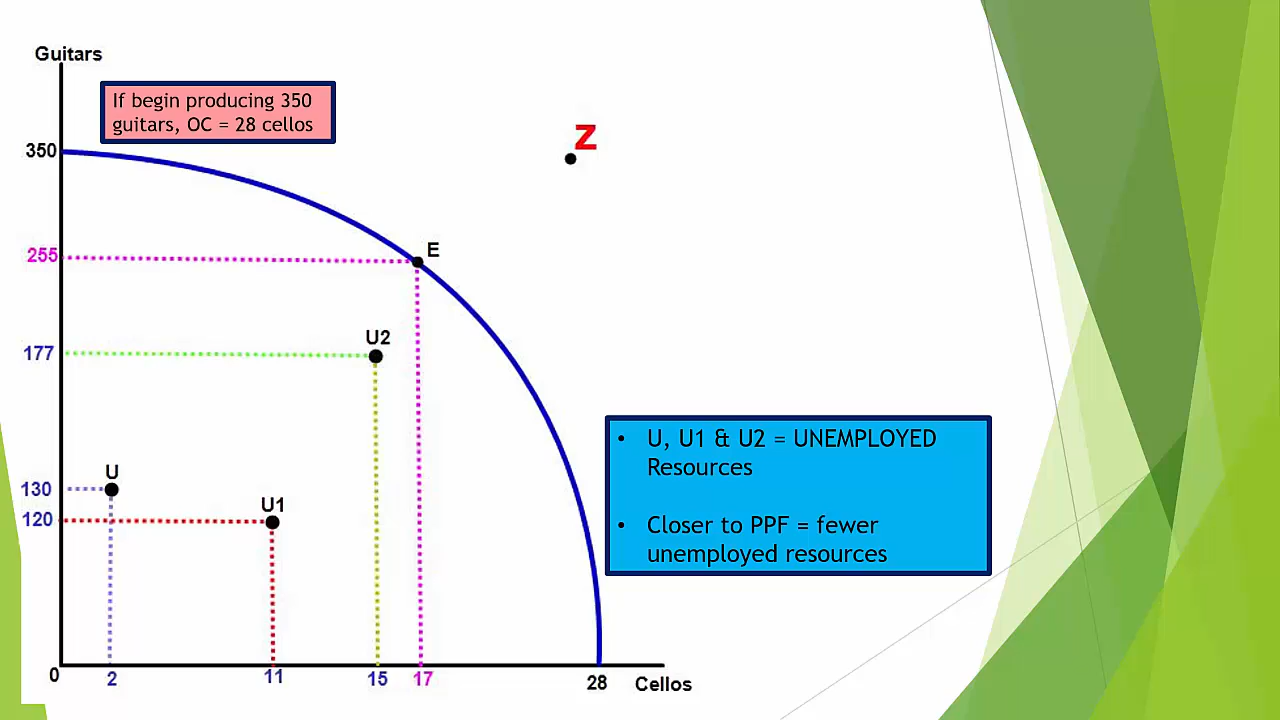 Guitars
If begin producing 350
guitars, OC = 28 cellos
Z
350
255
E
U2
177
• U, U1 & U2 = UNEMPLOYED
Resources
• Closer to PPF = fewer
unemployed resources
U
130
U1
120
0
2
11
15
17
28
Cellos